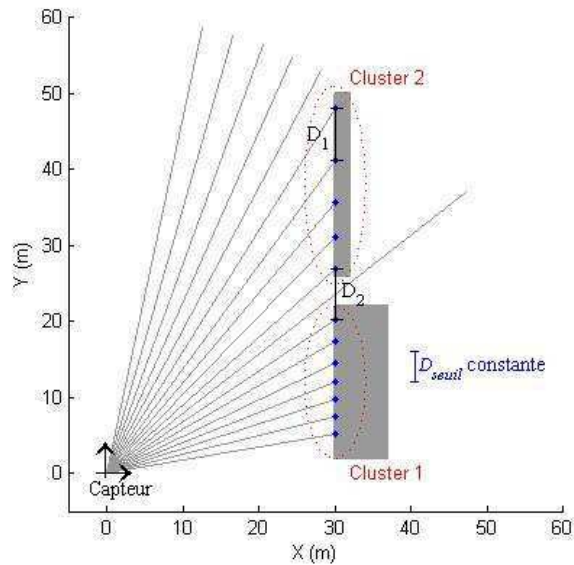 60
50
40
30
20
10
0
Y (m)
Cluster 2
D1
D2
Dseuil constante
Capteur
Cluster 1
0 10 20 30 40 50 60
X (m)